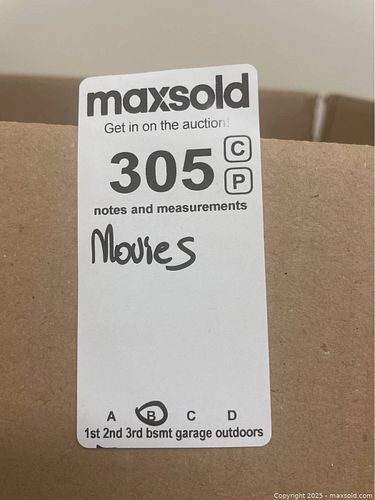 maxsold
Get in on the auction!
305 C
P
notes and measurements
Movies
A B C D
1st 2nd 3rd bsmt garage outdoors
Copyright 2025 - maxsold.com